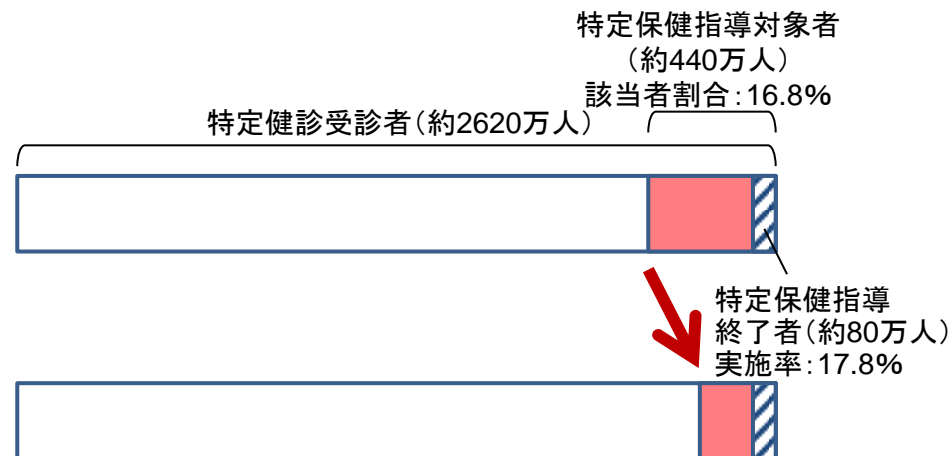 特定保健指導対象者
（約440万人）
該当者割合：16.8%
特定健診受診者（約2620万人）
特定保健指導
終了者（約80万人）
実施率：17.8%